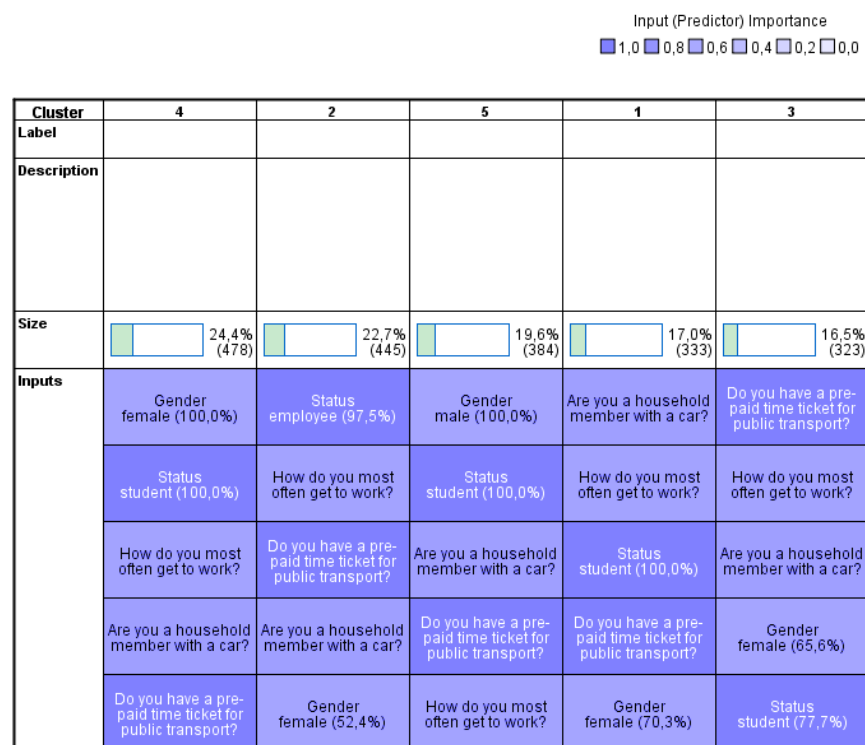 Input (Predictor) Importance
1,0 0,8 0,6 0,4 0,2 0,0
Cluster 4 2 5 1 3
Label
Description
Size
24,4% (478)
22,7% (445)
19,6% (384)
17,0% (333)
16,5% (323)
Inputs
Gender
female (100,0%)
Status
employee (97,5%)
Gender
male (100,0%)
Are you a household
member with a car?
Do you have a pre-
paid time ticket for
public transport?
Status
student (100,0%)
How do you most
often get to work?
Status
student (100,0%)
How do you most
often get to work?
How do you most
often get to work?
How do you most
often get to work?
Do you have a pre-
paid time ticket for
public transport?
Are you a household
member with a car?
Status
student (100,0%)
Are you a household
member with a car?
Are you a household
member with a car?
Are you a household
member with a car?
Do you have a pre-
paid time ticket for
public transport?
Do you have a pre-
paid time ticket for
public transport?
Gender
female (65,6%)
Do you have a pre-
paid time ticket for
public transport?
Gender
female (52,4%)
How do you most
often get to work?
Gender
female (70,3%)
Status
student (77,7%)